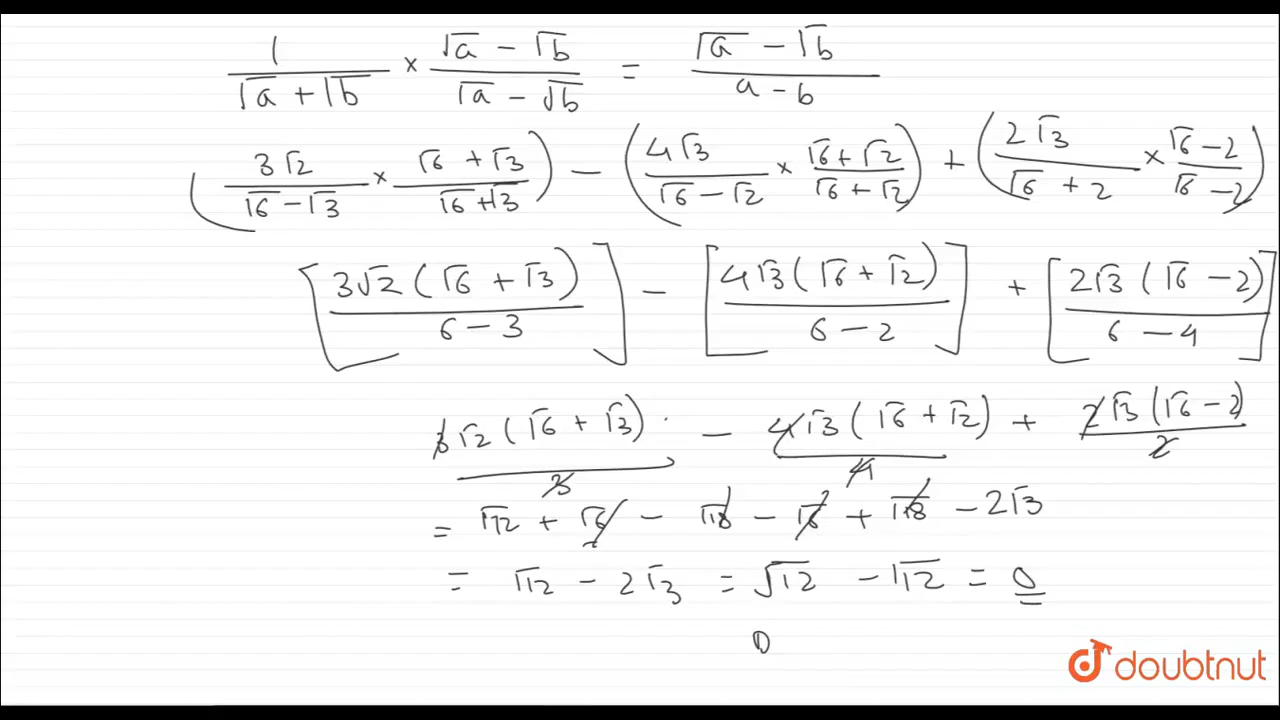 1/(√a + √b) × (√a − √b)/(√a − √b) = (√a − √b)/(a − b)
(3√2/(√6 − √3) × (√6 + √3)/(√6 + √3)) − (4√3/(√6 − √2) × (√6 + √2)/(√6 + √2)) + (2√3/(√6 + 2) × (√6 − 2)/(√6 − 2))
[3√2(√6 + √3)/(6 − 3)] − [4√3(√6 + √2)/(6 − 2)] + [2√3(√6 − 2)/(6 − 4)]
3√2(√6 + √3)/3 − 4√3(√6 + √2)/4 + 2√3(√6 − 2)/2
= √12 + √6 − √18 − √6 + √18 − 2√3
= √12 − 2√3 = √12 − √12 = 0
D
doubtnut